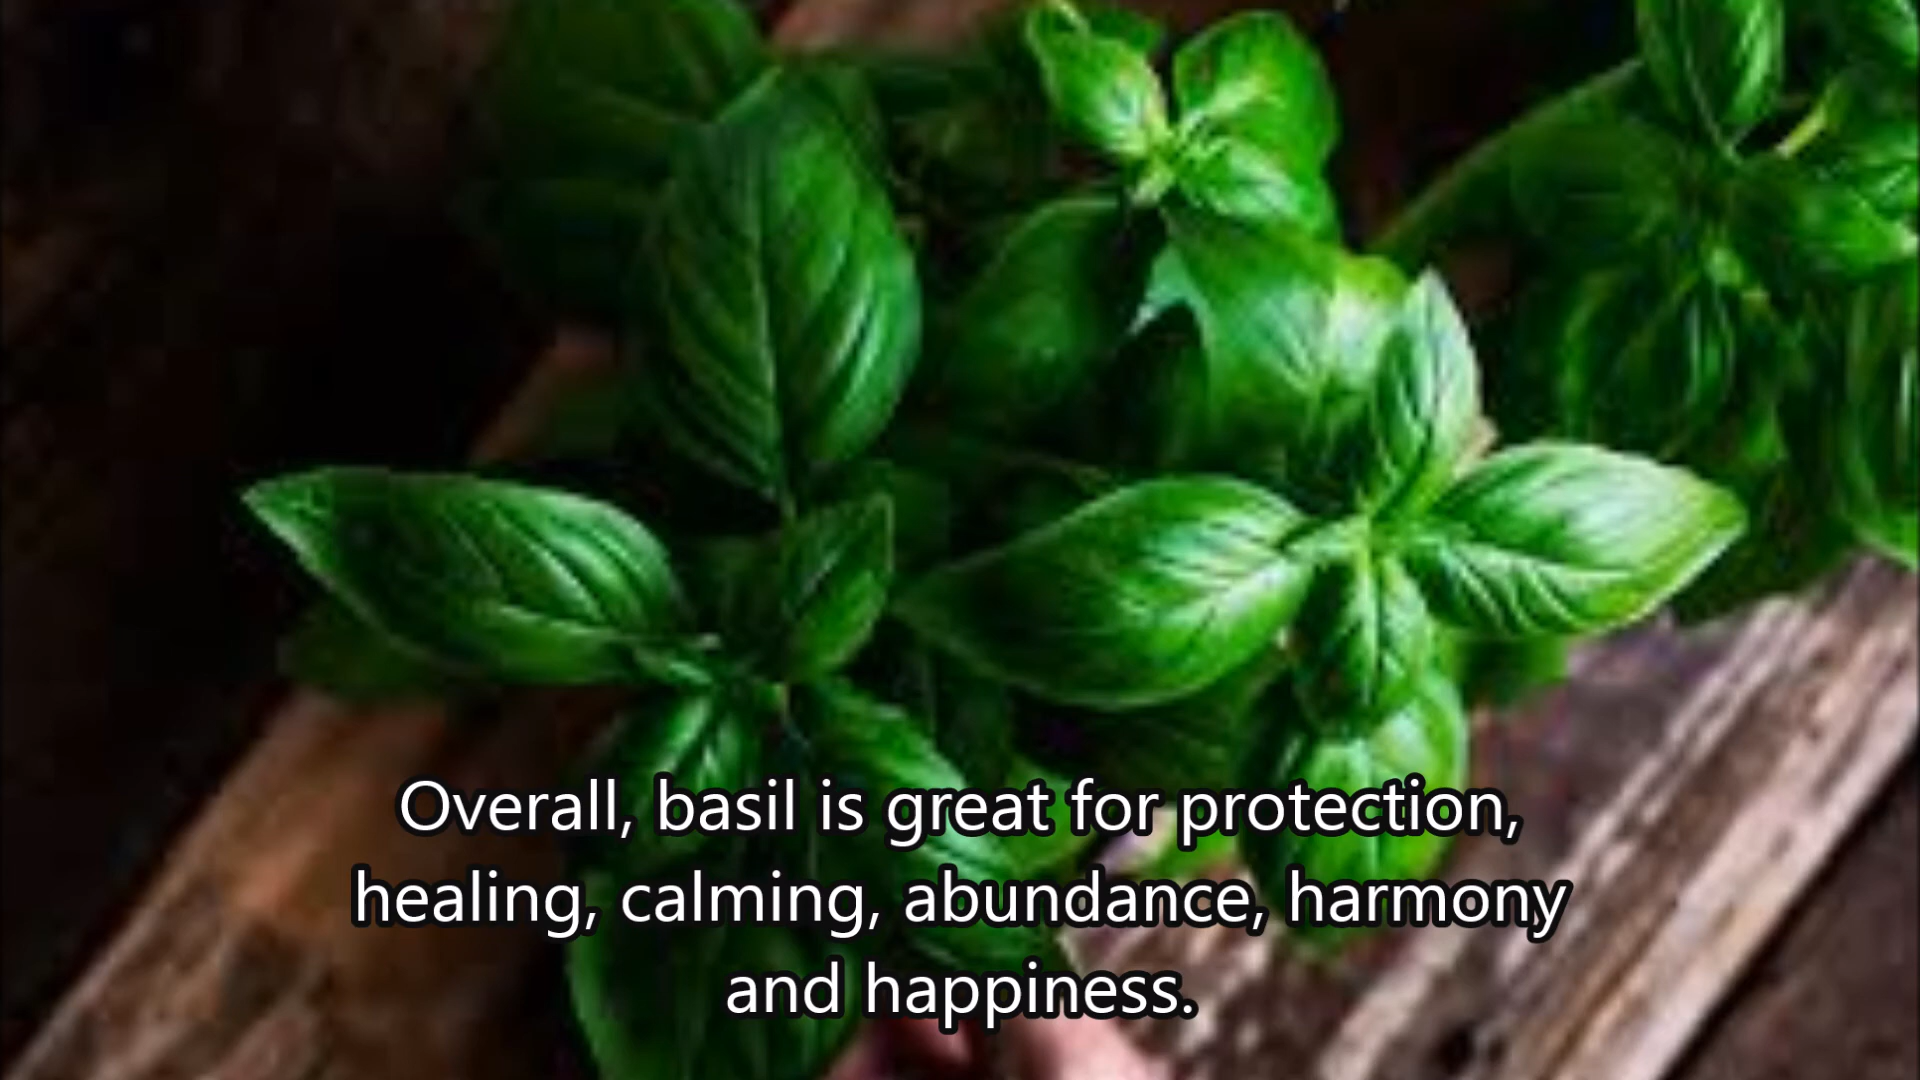 Overall, basil is great for protection,
healing, calming, abundance, harmony
and happiness.